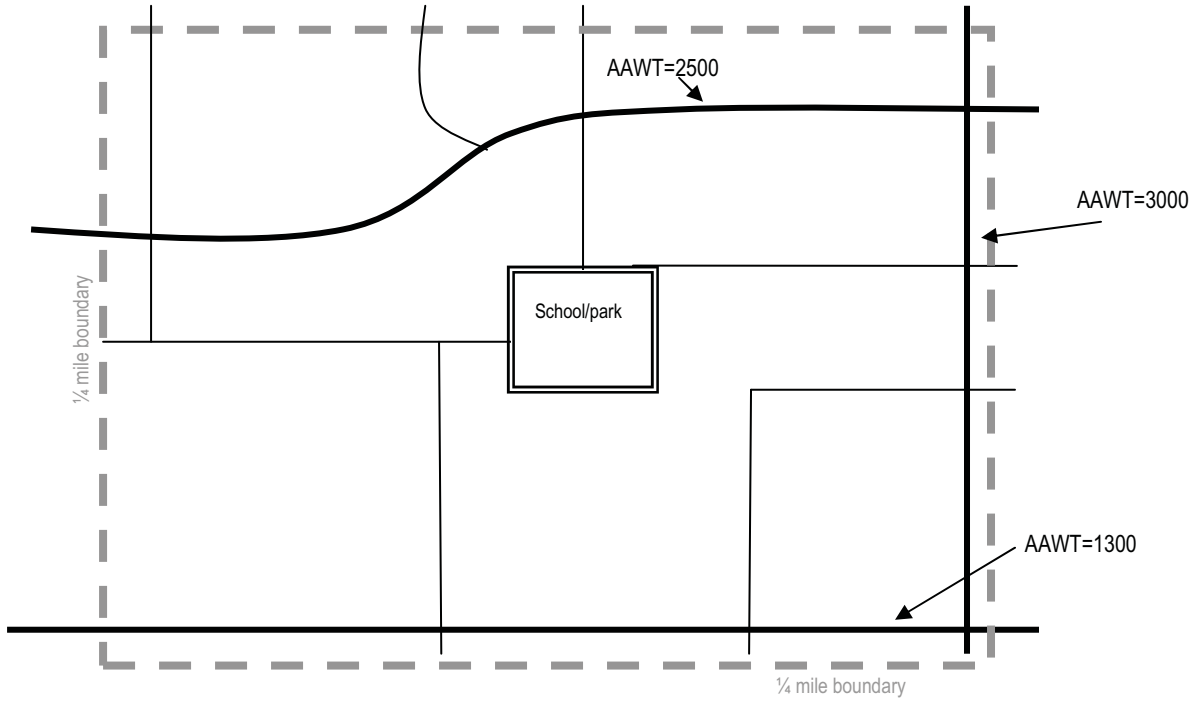 AAWT=2500
AAWT=3000
School/park
¼ mile boundary
AAWT=1300
¼ mile boundary